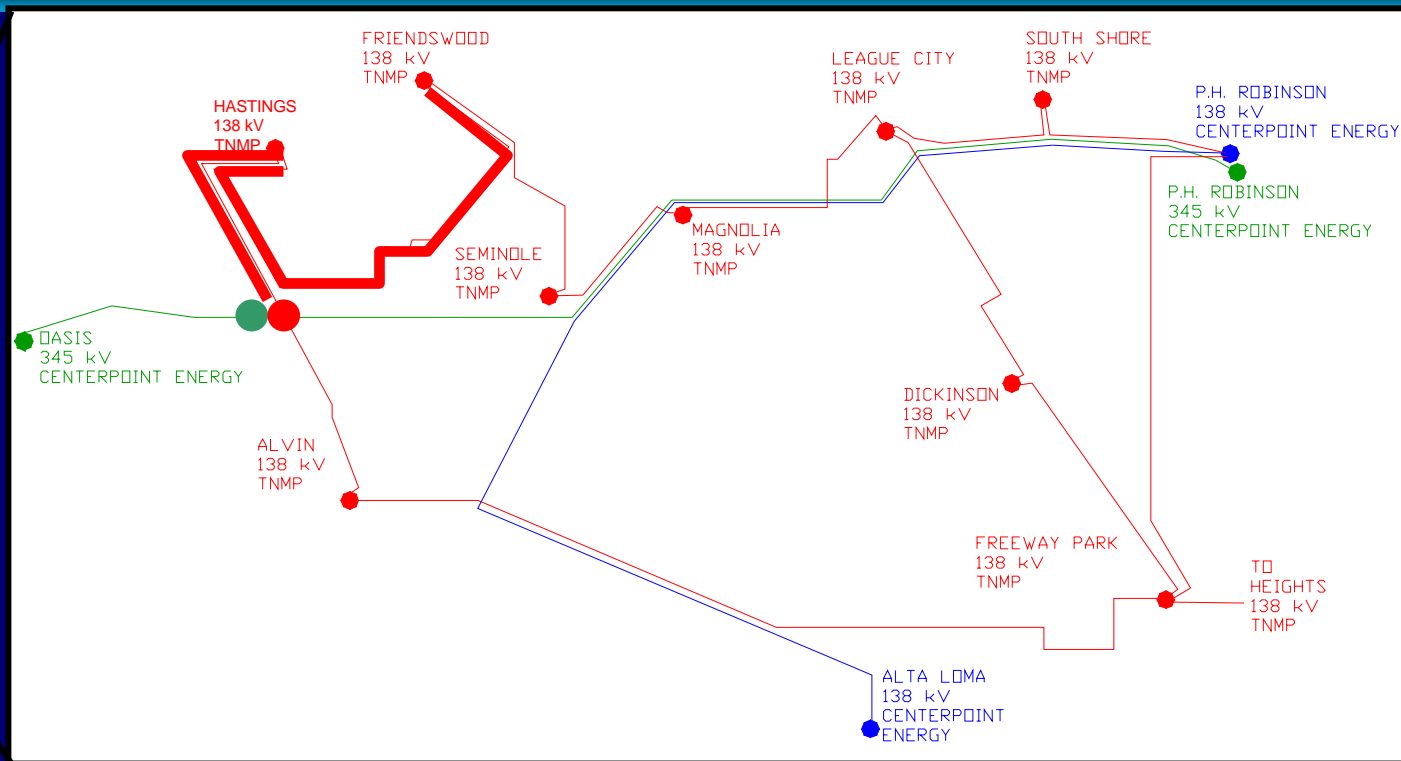 FRIENDSWOOD
138 kV
TNMP
LEAGUE CITY
138 kV
TNMP
SOUTH SHORE
138 kV
TNMP
P.H. ROBINSON
138 kV
CENTERPOINT ENERGY
HASTINGS
138 kV
TNMP
P.H. ROBINSON
345 kV
CENTERPOINT ENERGY
MAGNOLIA
138 kV
TNMP
SEMINOLE
138 kV
TNMP
OASIS
345 kV
CENTERPOINT ENERGY
DICKINSON
138 kV
TNMP
ALVIN
138 kV
TNMP
FREEWAY PARK
138 kV
TNMP
TO
HEIGHTS
138 kV
TNMP
ALTA LOMA
138 kV
CENTERPOINT
ENERGY